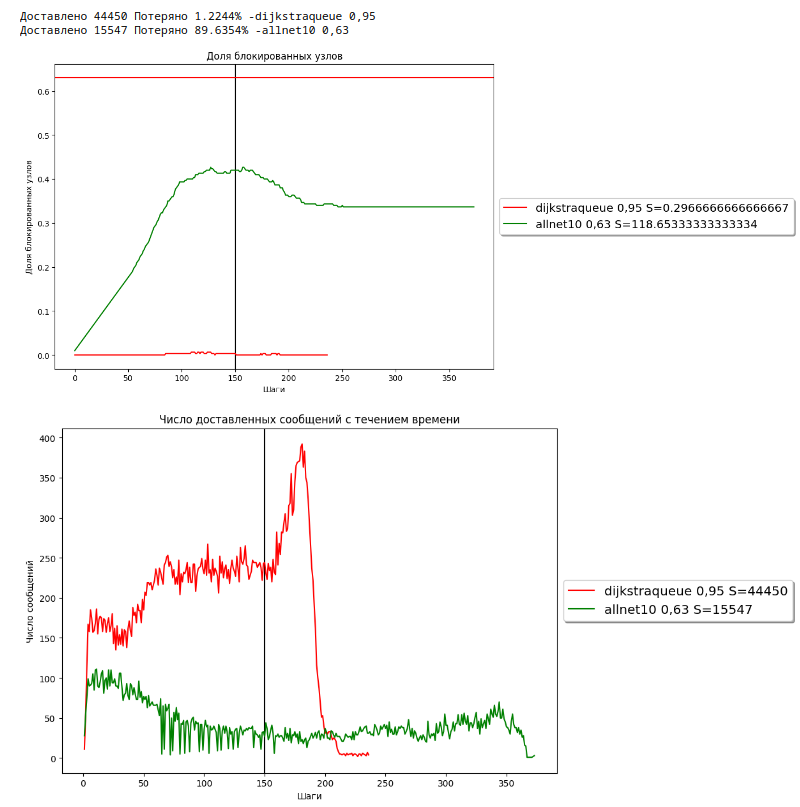 Доставлено 44450 Потеряно 1.2244% -dijkstraqueue 0,95
Доставлено 15547 Потеряно 89.6354% -allnet10 0,63
Доля блокированных узлов
Доля блокированных узлов
0.6
0.5
0.4
0.3
0.2
0.1
0.0
0 50 100 150 200 250 300 350
Шаги
dijkstraqueue 0,95 S=0.2966666666666667
allnet10 0,63 S=118.65333333333334
Число доставленных сообщений с течением времени
Число сообщений
400
350
300
250
200
150
100
50
0
0 50 100 150 200 250 300 350
Шаги
dijkstraqueue 0,95 S=44450
allnet10 0,63 S=15547